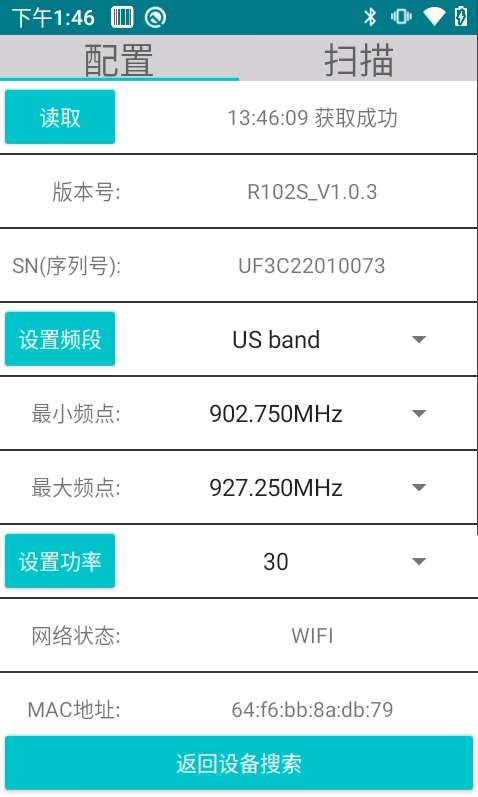 下午1:46
配置 扫描
读取 13:46:09 获取成功
版本号: R102S_V1.0.3
SN(序列号): UF3C22010073
设置频段 US band
最小频点: 902.750MHz
最大频点: 927.250MHz
设置功率 30
网络状态: WIFI
MAC地址: 64:f6:bb:8a:db:79
返回设备搜索